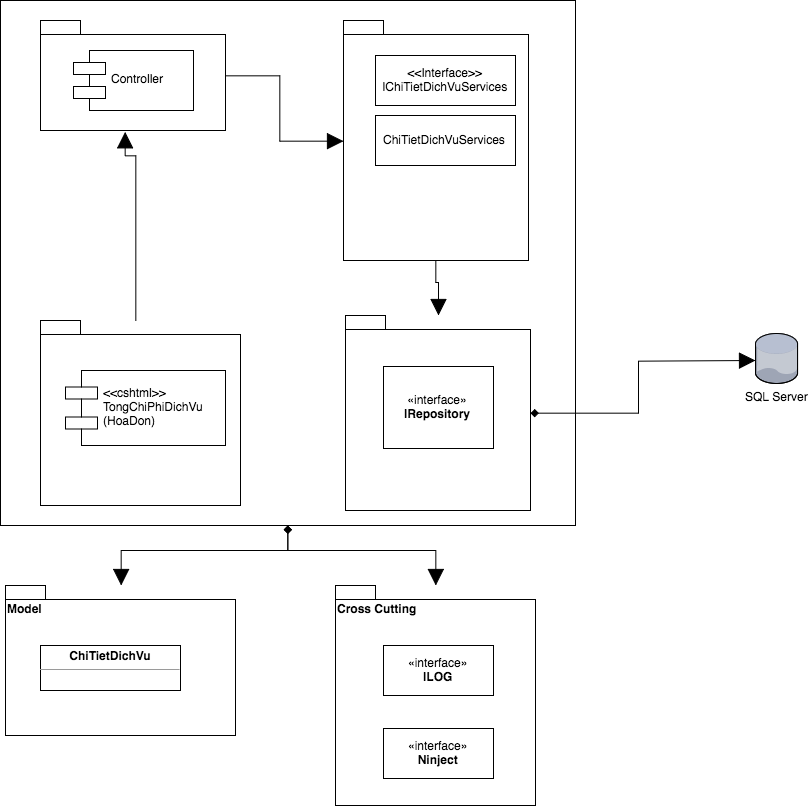 Controller
<<Interface>>
IChiTietDichVuServices
ChiTietDichVuServices
<<cshtml>>
TongChiPhiDichVu
(HoaDon)
«interface»
IRepository
SQL Server
Model
ChiTietDichVu
Cross Cutting
«interface»
ILOG
«interface»
Ninject